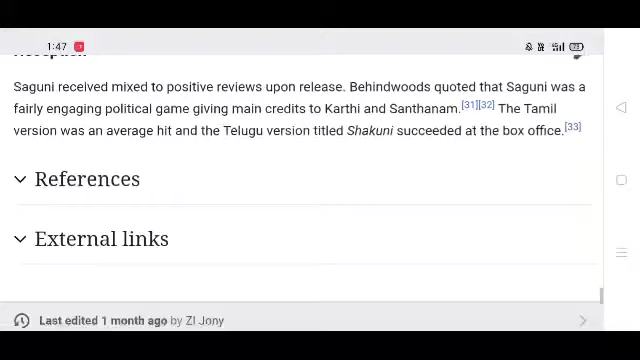 1:47
Reception
Saguni received mixed to positive reviews upon release. Behindwoods quoted that Saguni was a
fairly engaging political game giving main credits to Karthi and Santhanam.[31][32] The Tamil
version was an average hit and the Telugu version titled Shakuni succeeded at the box office.[33]
References
External links
Last edited 1 month ago by ZI Jony